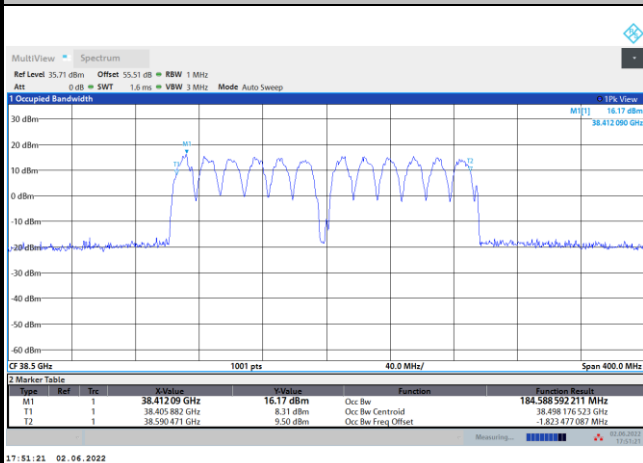 MultiView Spectrum
Ref Level 35.71 dBm Offset 55.51 dB RBW 1 MHz
Att 0 dB SWT 1.6 ms VBW 3 MHz Mode Auto Sweep
1 Occupied Bandwidth 1Pk View
M1[1] 16.17 dBm
38.412 090 GHz
30 dBm
20 dBm
M1
T1
T2
10 dBm
0 dBm
-10 dBm
-20 dBm
-30 dBm
-40 dBm
-50 dBm
-60 dBm
CF 38.5 GHz 1001 pts 40.0 MHz/ Span 400.0 MHz
2 Marker Table
Type Ref Trc X-Value Y-Value Function Function Result
M1 1 38.41209 GHz 16.17 dBm Occ Bw 184.588 592 211 MHz
T1 1 38.405 882 GHz 8.31 dBm Occ Bw Centroid 38.498 176 523 GHz
T2 1 38.590 471 GHz 9.50 dBm Occ Bw Freq Offset -1.823 477 087 MHz
Measuring... 02.06.2022
17:51:21
17:51:21 02.06.2022